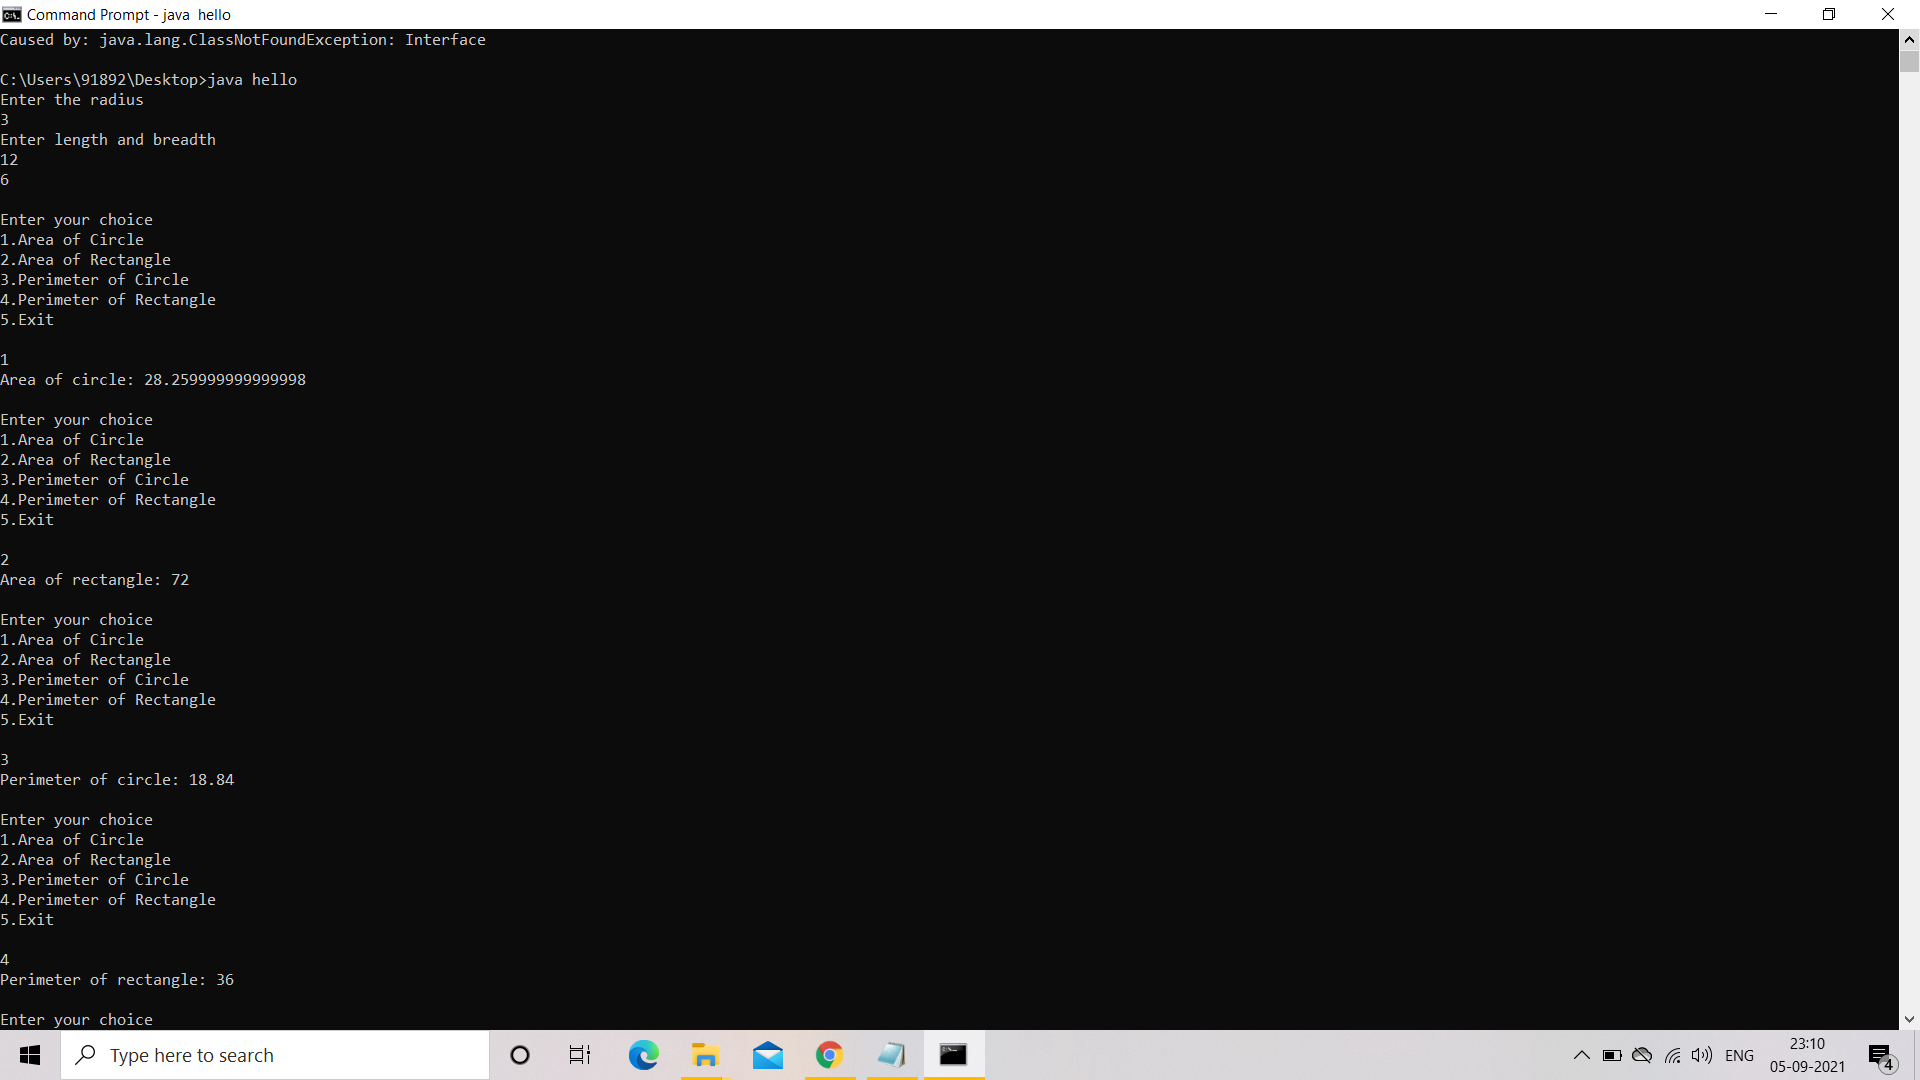 Command Prompt - java  hello
Caused by: java.lang.ClassNotFoundException: Interface
C:\Users\91892\Desktop>java hello
Enter the radius
3
Enter length and breadth
12
6
Enter your choice
1.Area of Circle
2.Area of Rectangle
3.Perimeter of Circle
4.Perimeter of Rectangle
5.Exit
1
Area of circle: 28.259999999999998
Enter your choice
1.Area of Circle
2.Area of Rectangle
3.Perimeter of Circle
4.Perimeter of Rectangle
5.Exit
2
Area of rectangle: 72
Enter your choice
1.Area of Circle
2.Area of Rectangle
3.Perimeter of Circle
4.Perimeter of Rectangle
5.Exit
3
Perimeter of circle: 18.84
Enter your choice
1.Area of Circle
2.Area of Rectangle
3.Perimeter of Circle
4.Perimeter of Rectangle
5.Exit
4
Perimeter of rectangle: 36
Enter your choice
Type here to search
ENG
23:10
05-09-2021
4